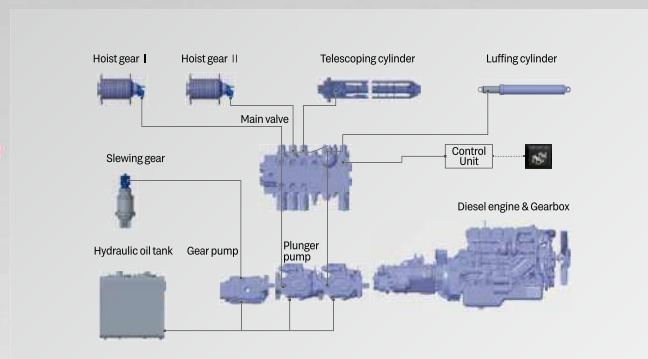 Hoist gear I
Hoist gear II
Telescoping cylinder
Luffing cylinder
Main valve
Control
Unit
Slewing gear
Diesel engine & Gearbox
Hydraulic oil tank
Gear pump
Plunger
pump